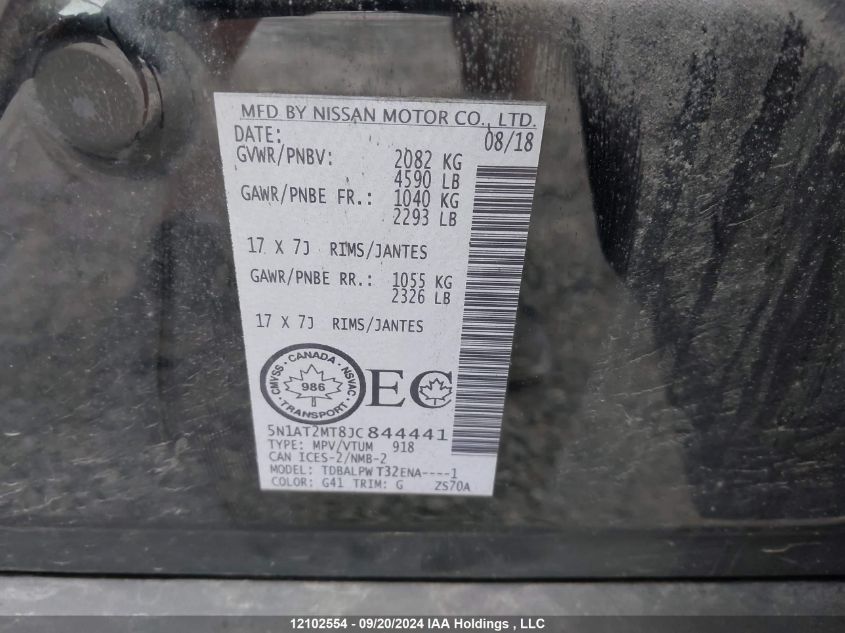 MFD BY NISSAN MOTOR CO., LTD.
DATE: 08/18
GVWR/PNBV: 2082 KG
4590 LB
GAWR/PNBE FR.: 1040 KG
2293 LB
17 X 7J RIMS/JANTES
GAWR/PNBE RR.: 1055 KG
2326 LB
17 X 7J RIMS/JANTES
CMVSS - CANADA - NSVAC
986
TRANSPORT
EC
5N1AT2MT8JC844441
TYPE: MPV/VTUM 918
CAN ICES-2/NMB-2
MODEL: TDBALPW T32ENA----1
COLOR: G41 TRIM: G ZS70A
12102554 - 09/20/2024 IAA Holdings , LLC